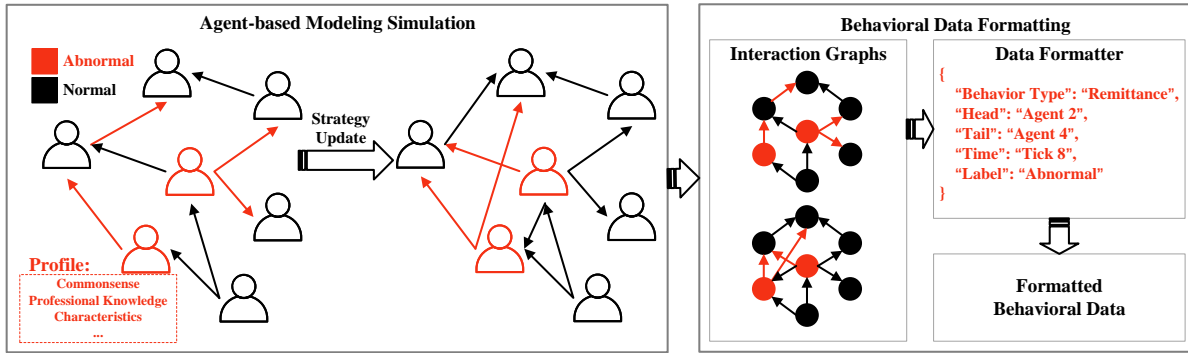 Agent-based Modeling Simulation
Abnormal
Normal
Strategy
Update
Profile:
Commonsense
Professional Knowledge
Characteristics
...
Behavioral Data Formatting
Interaction Graphs
Data Formatter
{
“Behavior Type”: “Remittance”,
“Head”: “Agent 2”,
“Tail”: “Agent 4”,
“Time”: “Tick 8”,
“Label”: “Abnormal”
}
Formatted
Behavioral Data